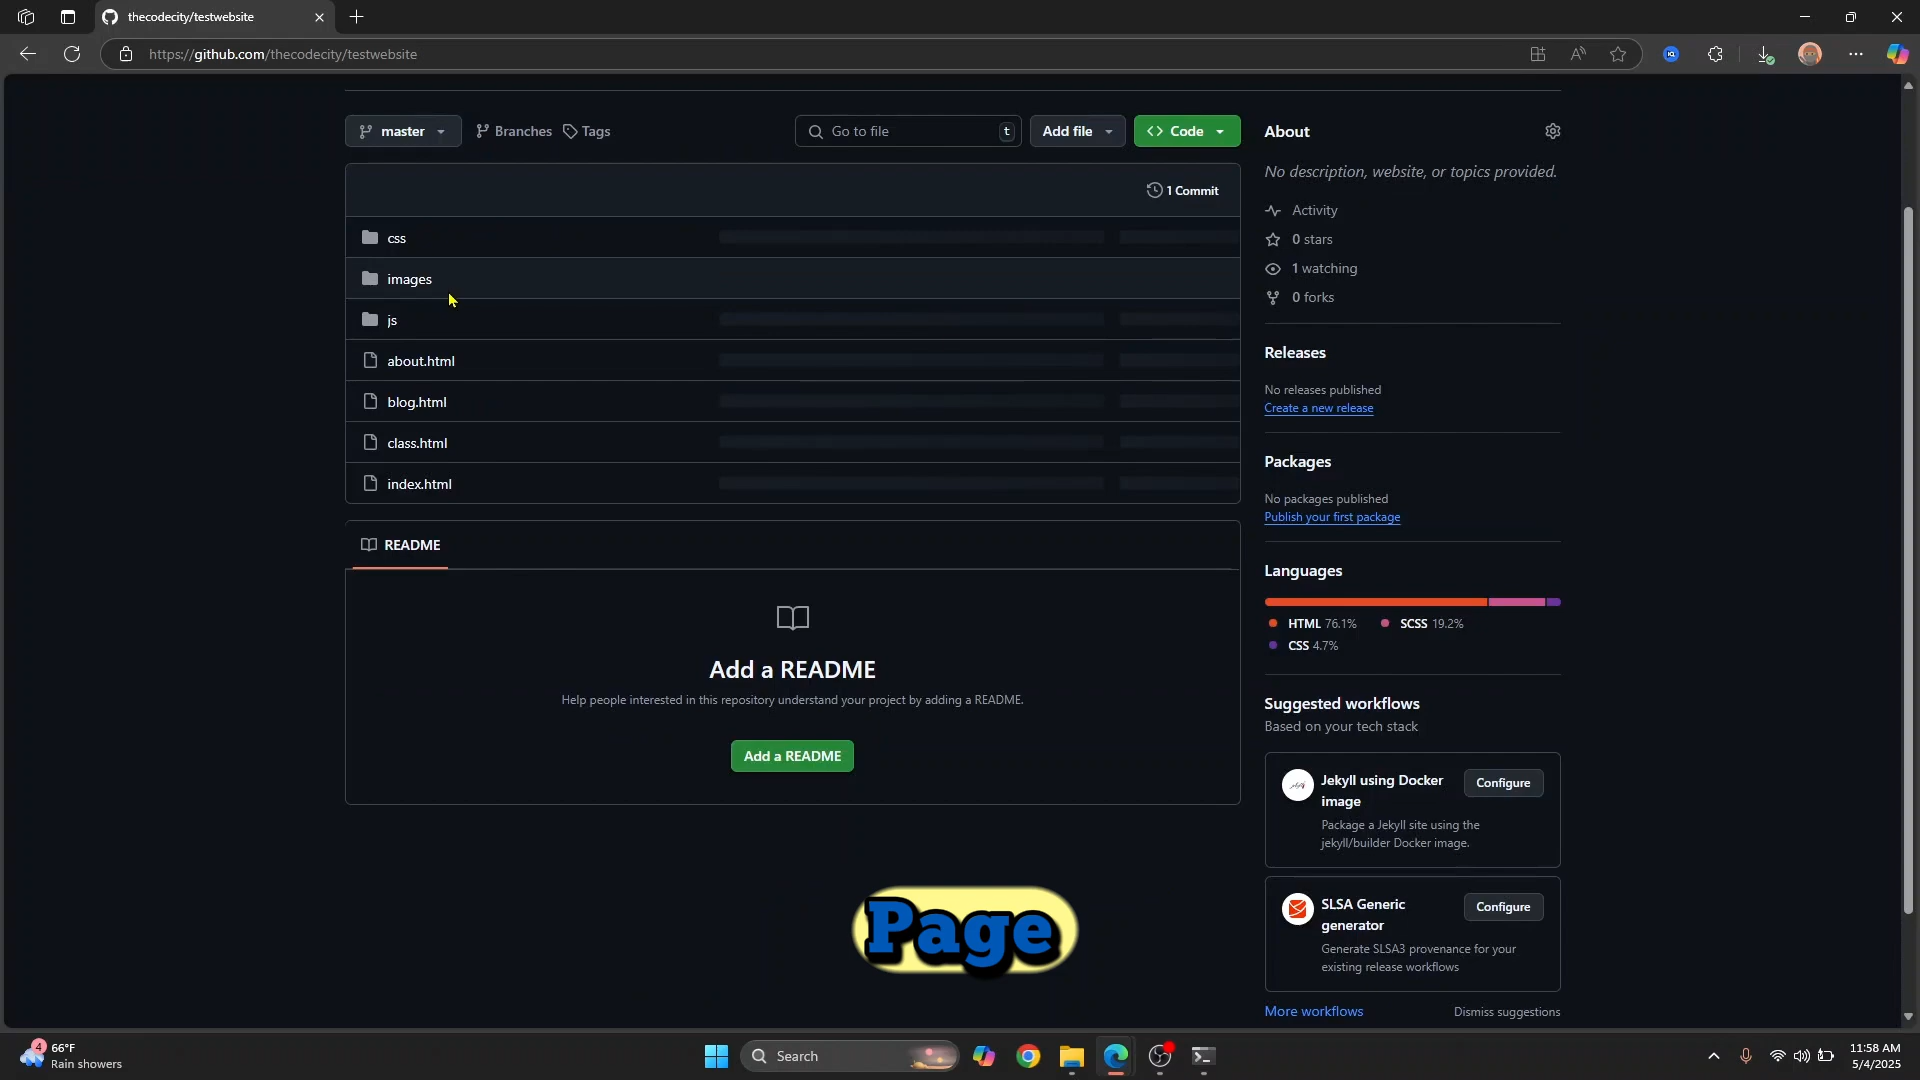 thecodecity/testwebsite
https://github.com/thecodecity/testwebsite
master
Branches
Tags
Go to file
t
Add file
Code
1 Commit
css
images
js
about.html
blog.html
class.html
index.html
README
Add a README
Help people interested in this repository understand your project by adding a README.
Add a README
About
No description, website, or topics provided.
Activity
0 stars
1 watching
0 forks
Releases
No releases published
Create a new release
Packages
No packages published
Publish your first package
Languages
HTML 76.1%
SCSS 19.2%
CSS 4.7%
Suggested workflows
Based on your tech stack
Jekyll using Docker
image
Configure
Package a Jekyll site using the
jekyll/builder Docker image.
SLSA Generic
generator
Configure
Generate SLSA3 provenance for your
existing release workflows
More workflows
Dismiss suggestions
Page
4
66°F
Rain showers
Search
11:58 AM
5/4/2025